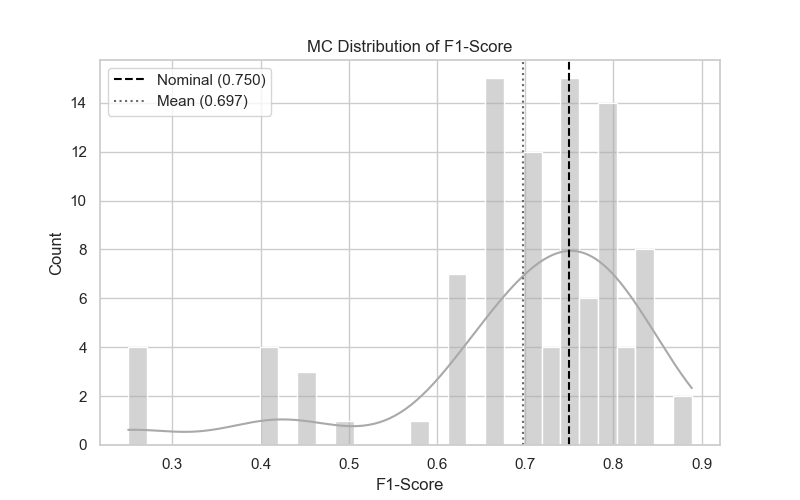 MC Distribution of F1-Score
Nominal (0.750)
Mean (0.697)
14
12
10
8
6
4
2
0
Count
0.3 0.4 0.5 0.6 0.7 0.8 0.9
F1-Score